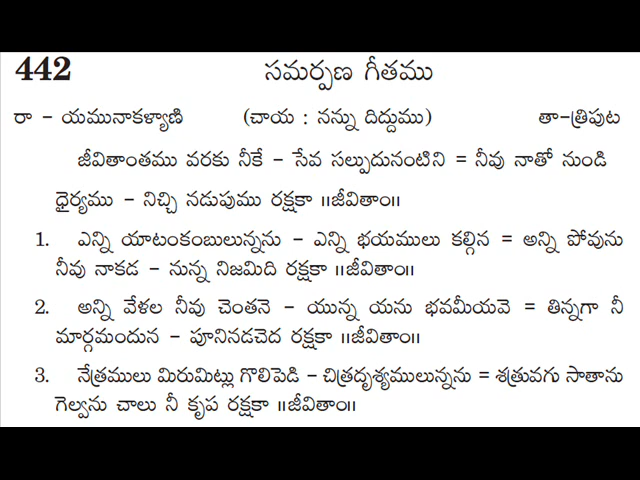 442 సమర్పణ గీతము
రా - యమునాకళ్యాణి (చాయ : నన్ను దిద్దుము) తా-త్రిపుట
జీవితాంతము వరకు నీకే - సేవ సల్పుదునంటిని = నీవు నాతో నుండి
ధైర్యము - నిచ్చి నడుపుము రక్షకా ॥జీవితాం॥
1. ఎన్ని యాటంకంబులున్నను - ఎన్ని భయములు కల్గిన = అన్ని పోవును
నీవు నాకడ - నున్న నిజమిది రక్షకా ॥జీవితాం॥
2. అన్ని వేళల నీవు చెంతనె - యున్న యను భవమీయవె = తిన్నగా నీ
మార్గమందున - పూనినడచెద రక్షకా ॥జీవితాం॥
3. నేత్రములు మిరుమిట్లు గొలిపెడి - చిత్రదృశ్యములున్నను = శత్రువగు సాతాను
గెల్వను చాలు నీ కృప రక్షకా ॥జీవితాం॥